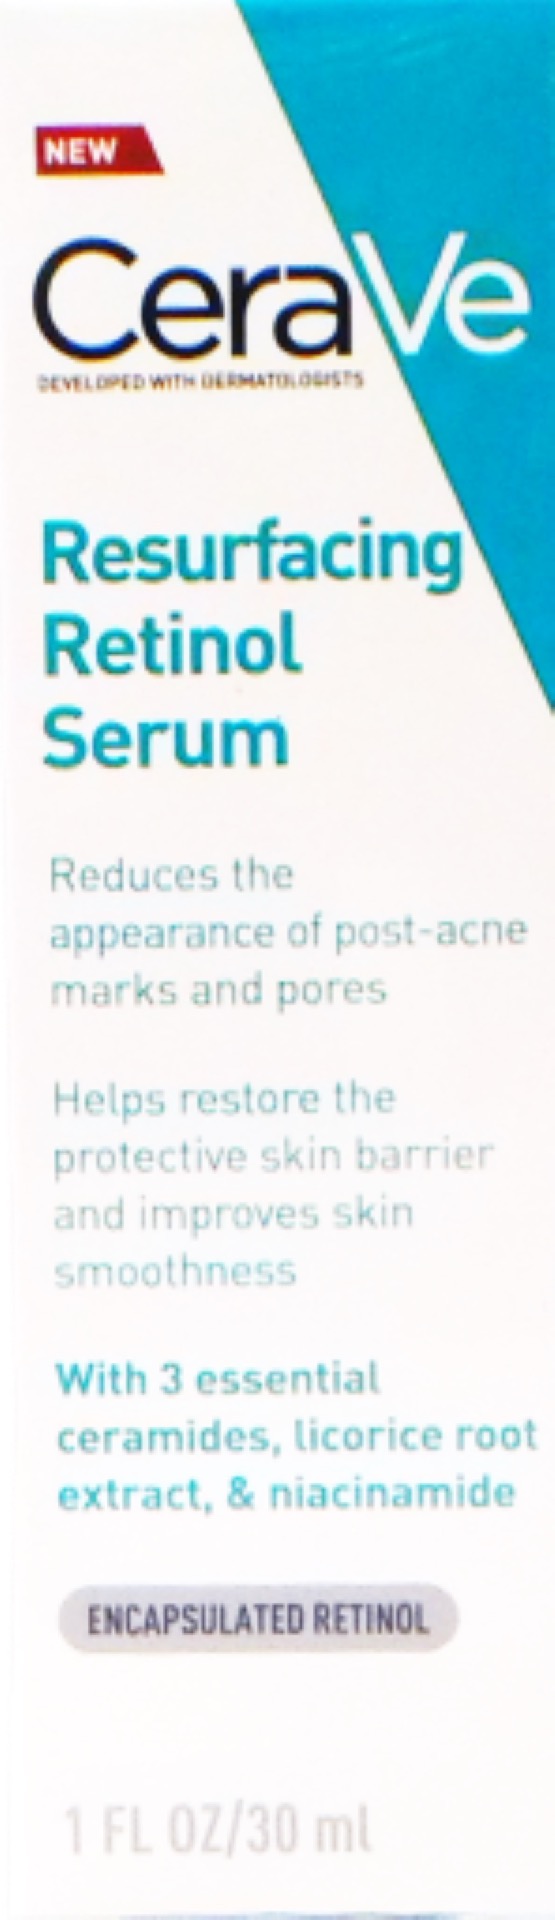 NEW
CeraVe
DEVELOPED WITH DERMATOLOGISTS
Resurfacing
Retinol
Serum
Reduces the
appearance of post-acne
marks and pores
Helps restore the
protective skin barrier
and improves skin
smoothness
With 3 essential
ceramides, licorice root
extract, & niacinamide
ENCAPSULATED RETINOL
1 FL OZ/30 ml